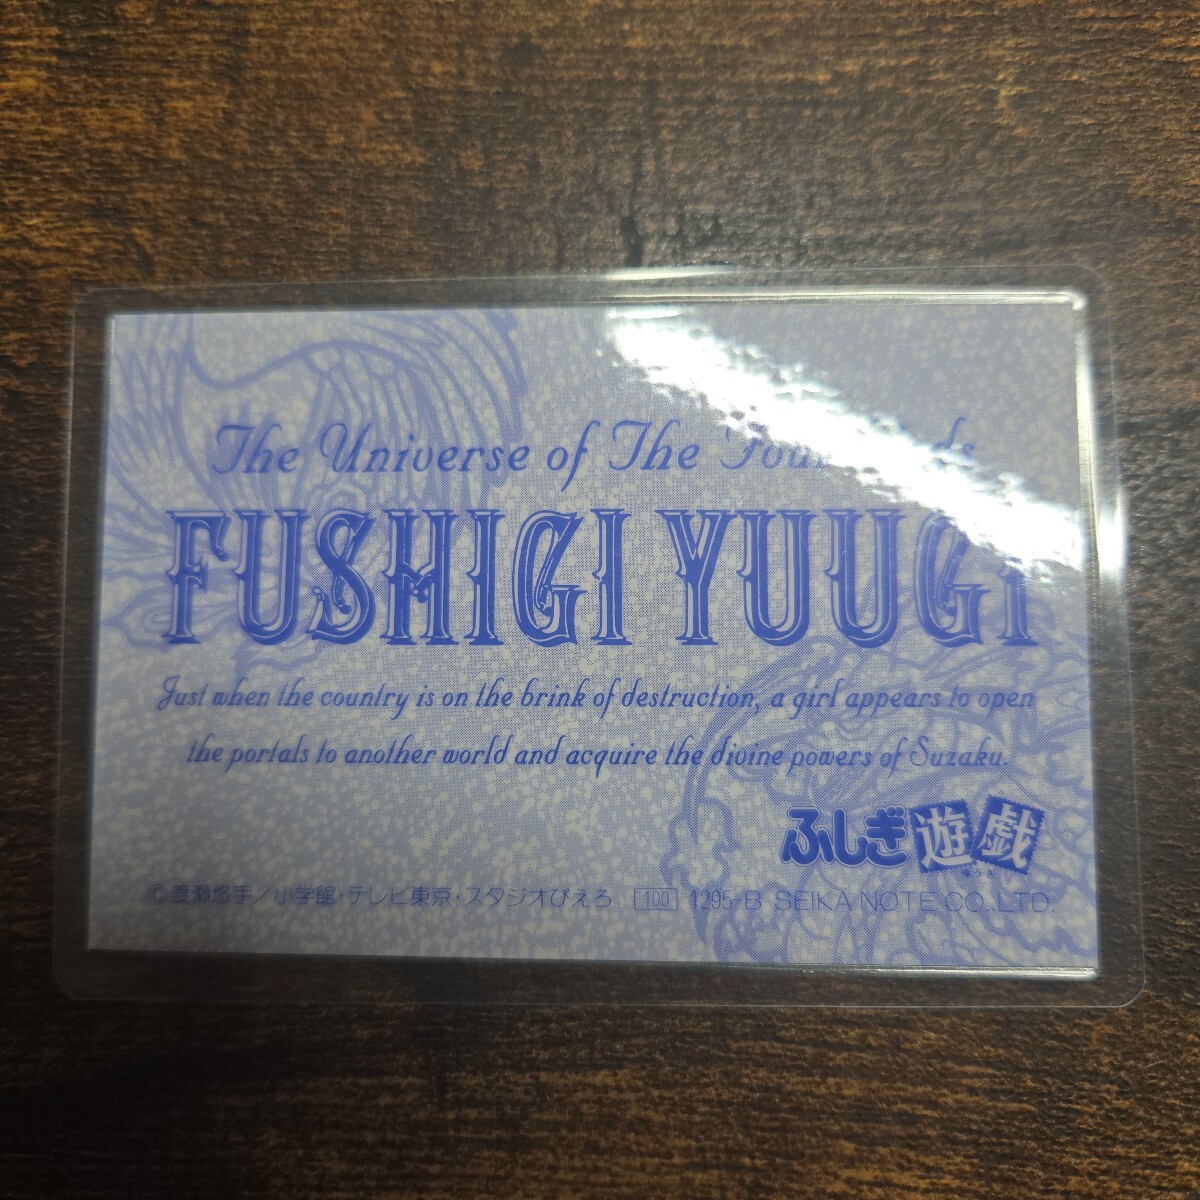 The Universe of The
FUSHIGI YUUGI
Just when the country is on the brink of destruction, a girl appears to open
the portals to another world and acquire the divine powers of Suzaku.
ふしぎ遊戯
ゆうぎ
©渡瀬悠宇/小学館・テレビ東京・スタジオぴえろ 100 1295-B SEIKA NOTE CO.,LTD.